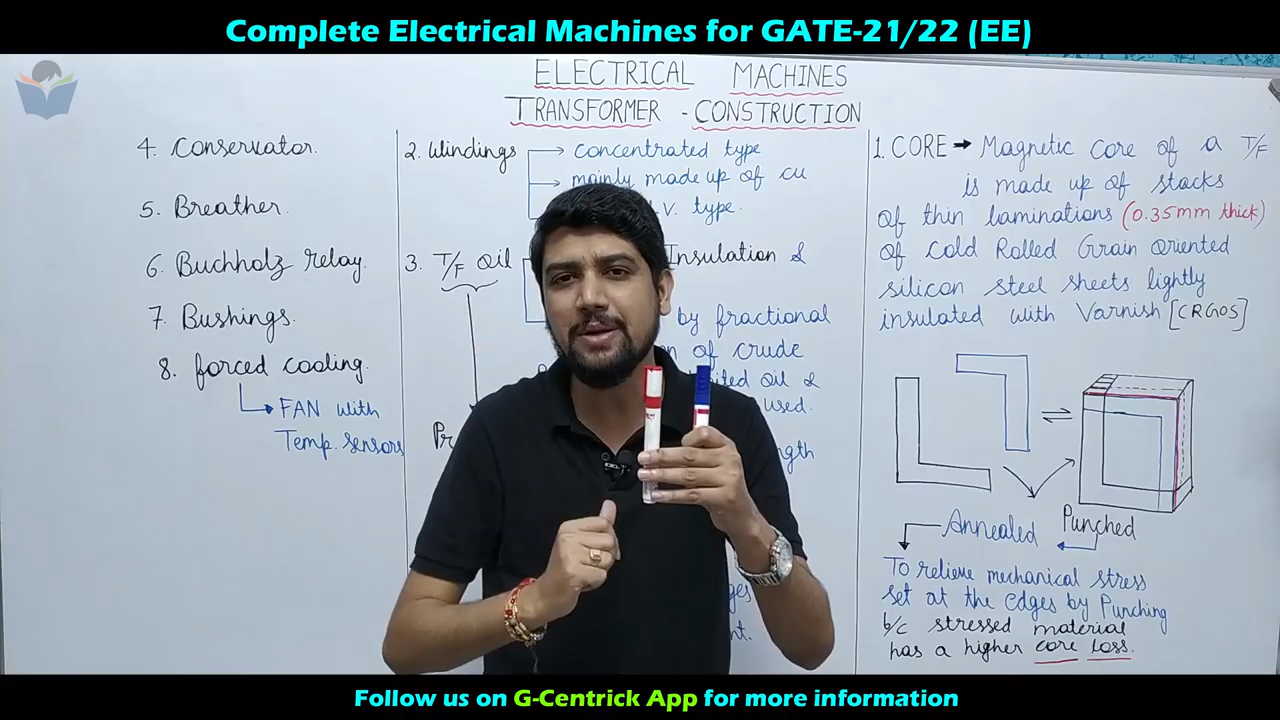 Complete Electrical Machines for GATE-21/22 (EE)
ELECTRICAL MACHINES
TRANSFORMER - CONSTRUCTION
4. Conservator.
5. Breather.
6. Buchholz relay.
7. Bushings.
8. forced cooling.
FAN with
Temp. Sensors
2. Windings
concentrated type
mainly made up of cu
V. type.
3. T/F oil
Insulation &
by fractional
of crude
oil &
used.
1. CORE → Magnetic core of a T/F
is made up of stacks
of thin laminations (0.35mm thick)
of cold Rolled Grain oriented
silicon steel sheets lightly
insulated with Varnish [CRGOS]
Annealed
Punched
To relieve mechanical stress
set at the edges by Punching
b/c stressed material
has a higher core loss.
Follow us on G-Centrick App for more information